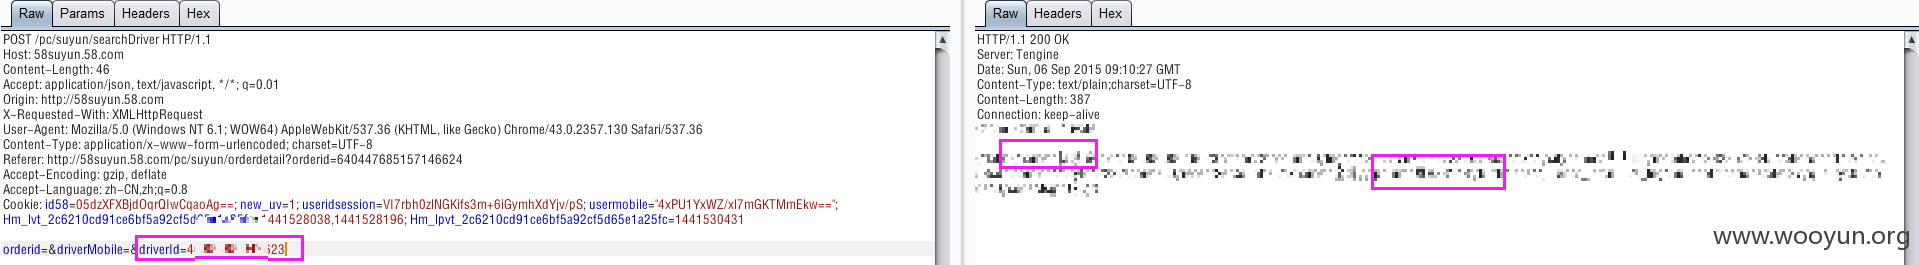 Raw Params Headers Hex
POST /pc/suyun/searchDriver HTTP/1.1
Host: 58suyun.58.com
Content-Length: 46
Accept: application/json, text/javascript, */*; q=0.01
Origin: http://58suyun.58.com
X-Requested-With: XMLHttpRequest
User-Agent: Mozilla/5.0 (Windows NT 6.1; WOW64) AppleWebKit/537.36 (KHTML, like Gecko) Chrome/43.0.2357.130 Safari/537.36
Content-Type: application/x-www-form-urlencoded; charset=UTF-8
Referer: http://58suyun.58.com/pc/suyun/orderdetail?orderid=640447685157146624
Accept-Encoding: gzip, deflate
Accept-Language: zh-CN,zh;q=0.8
Cookie: id58=05dzXFXBjdOqrQlwCqaoAg==; new_uv=1; useridsession=Vl7rbh0zlNGKifs3m+6iGymhXdYjv/pS; usermobile="4xPU1YxWZ/xl7mGKTMmEkw==";
Hm_lvt_2c6210cd91ce6bf5a92cf5d 1441528038,1441528196; Hm_lpvt_2c6210cd91ce6bf5a92cf5d65e1a25fc=1441530431
orderid=&driverMobile=&driverId=4 623
Raw Headers Hex
HTTP/1.1 200 OK
Server: Tengine
Date: Sun, 06 Sep 2015 09:10:27 GMT
Content-Type: text/plain;charset=UTF-8
Content-Length: 387
Connection: keep-alive
www.wooyun.org